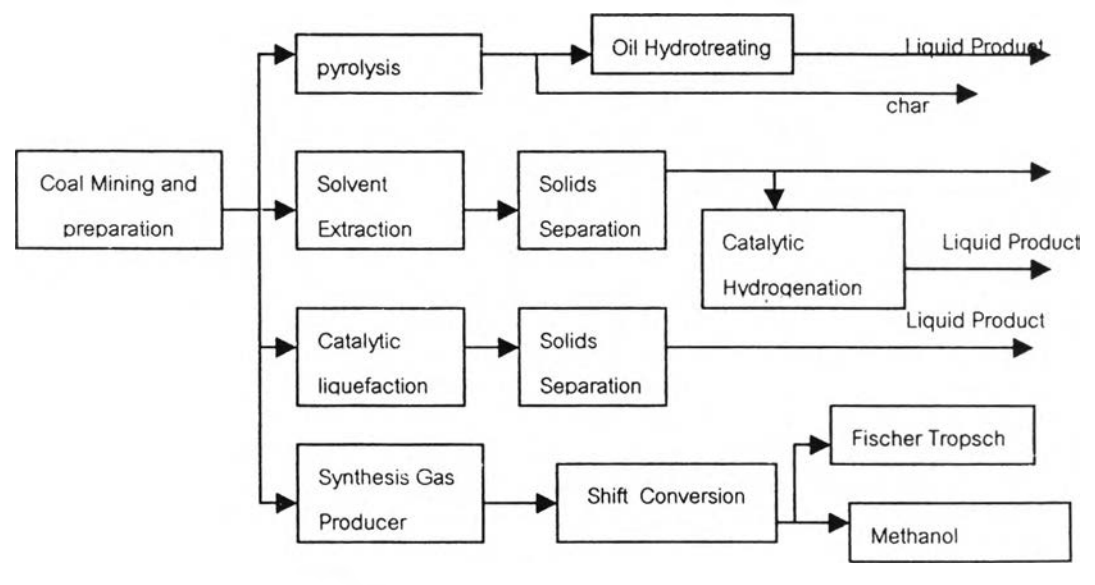 pyrolysis
Oil Hydrotreating
Liquid Product
char
Coal Mining and
preparation
Solvent
Extraction
Solids
Separation
Catalytic
Hydrogenation
Liquid Product
Catalytic
liquefaction
Solids
Separation
Liquid Product
Synthesis Gas
Producer
Shift Conversion
Fischer Tropsch
Methanol